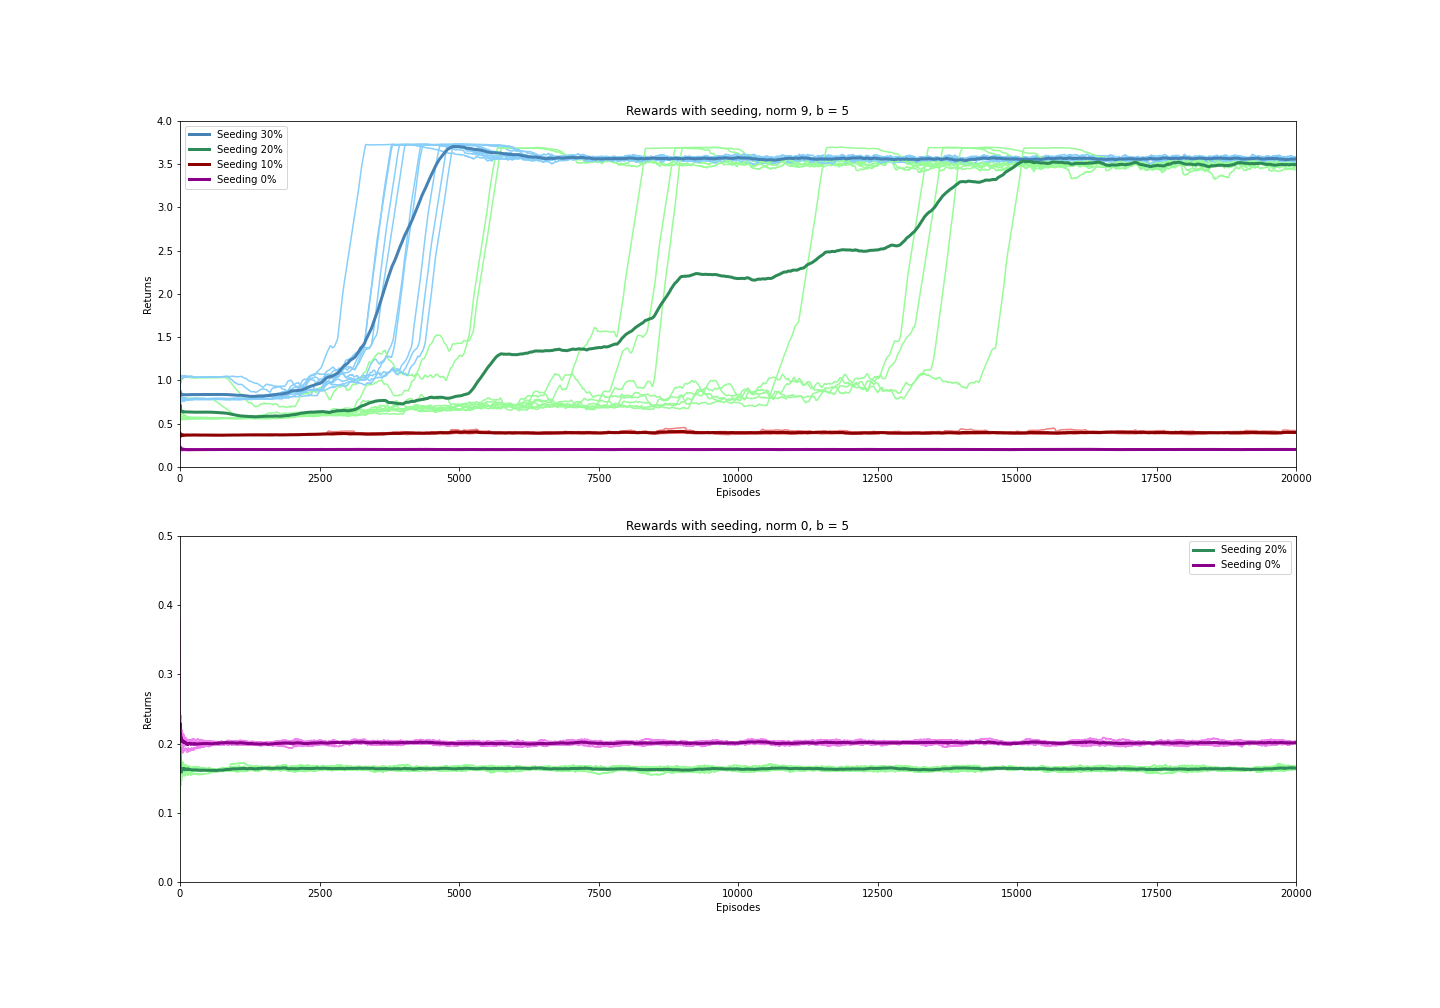 Rewards with seeding, norm 9, b = 5
Returns
4.0
3.5
3.0
2.5
2.0
1.5
1.0
0.5
0.0
Seeding 30%
Seeding 20%
Seeding 10%
Seeding 0%
0 2500 5000 7500 10000 12500 15000 17500 20000
Episodes
Rewards with seeding, norm 0, b = 5
Returns
0.5
0.4
0.3
0.2
0.1
0.0
Seeding 20%
Seeding 0%
0 2500 5000 7500 10000 12500 15000 17500 20000
Episodes